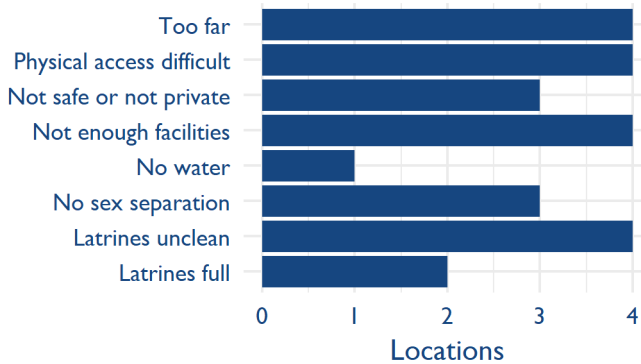 Too far
Physical access difficult
Not safe or not private
Not enough facilities
No water
No sex separation
Latrines unclean
Latrines full
0 1 2 3 4
Locations